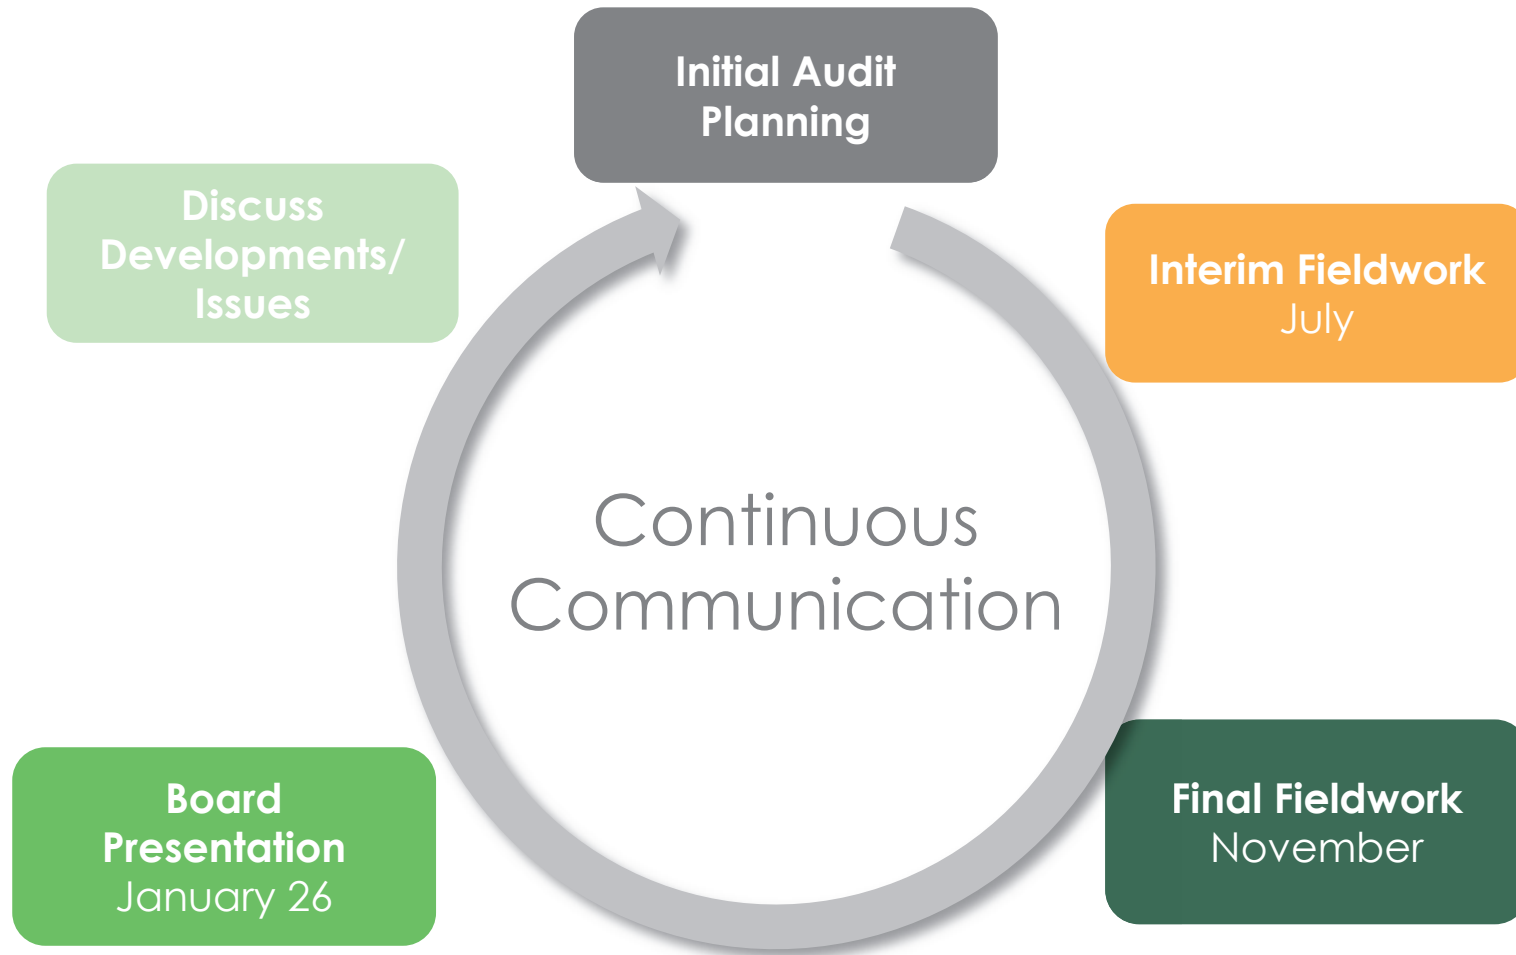 Initial Audit
Planning
Discuss
Developments/
Issues
Interim Fieldwork
July
Continuous
Communication
Board
Presentation
January 26
Final Fieldwork
November